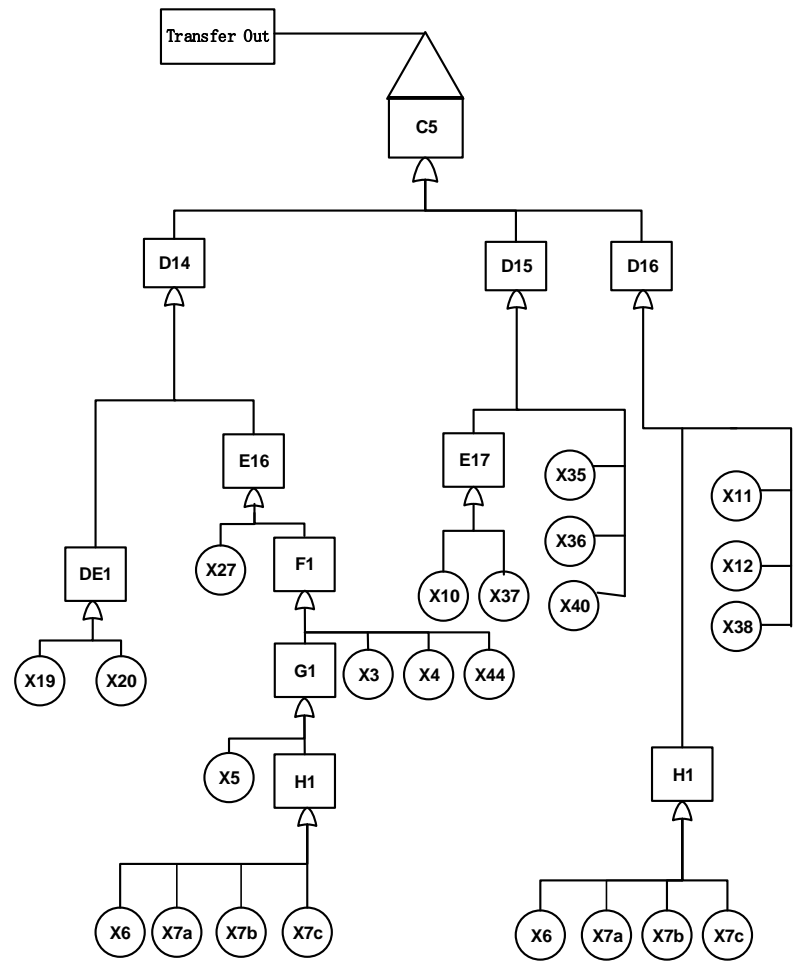 Transfer Out
C5
D14
D15
D16
E16
E17
X35
X11
X27
F1
X36
X12
DE1
X10
X37
X40
X38
X19
X20
G1
X3
X4
X44
X5
H1
H1
X6
X7a
X7b
X7c
X6
X7a
X7b
X7c